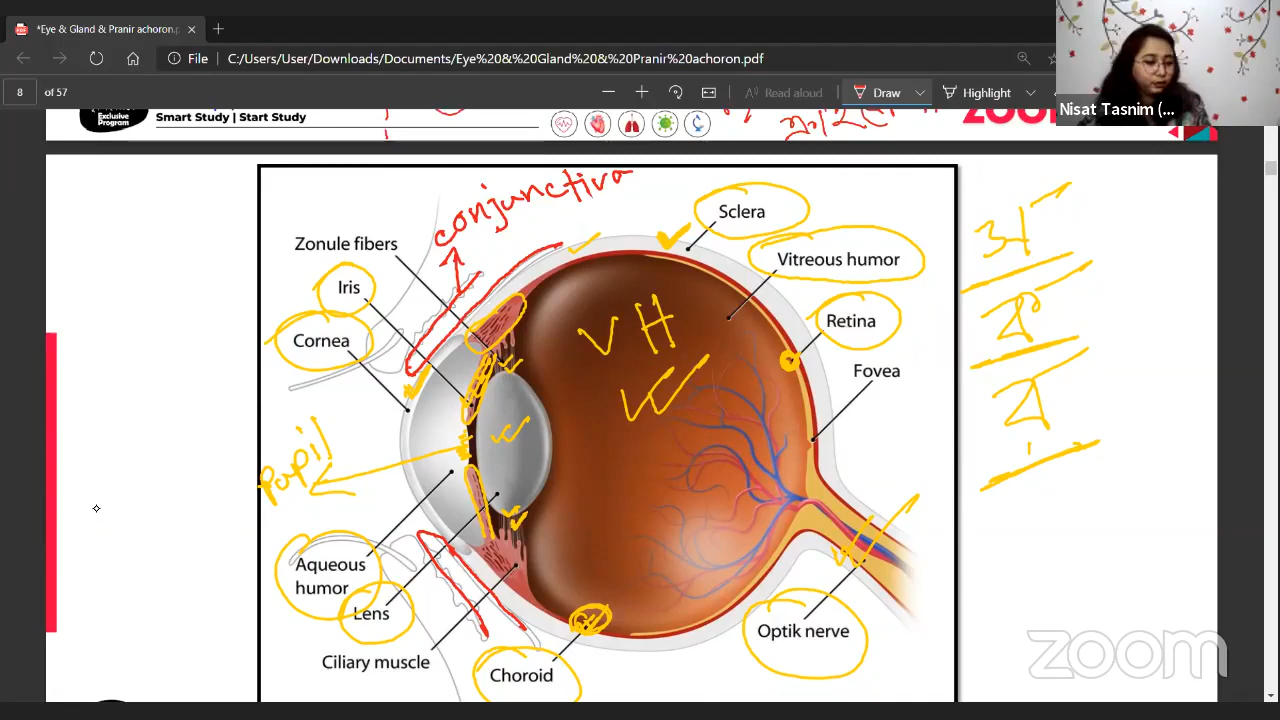 *Eye & Gland & Pranir achoron.p
File
C:/Users/User/Downloads/Documents/Eye%20&%20Gland%20&%20Pranir%20achoron.pdf
8 of 57
Read aloud
Draw
Highlight
Nisat Tasnim (...
Exclusive Program
Smart Study | Start Study
conjunctiva
Sclera
Zonule fibers
Vitreous humor
Iris
Retina
Cornea
V H
Fovea
pupil
Aqueous
humor
Lens
Optik nerve
Ciliary muscle
Choroid
zoom